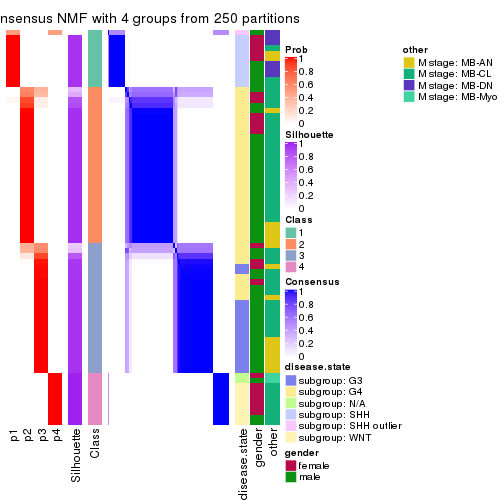 nsensus NMF with 4 groups from 250 partitions
p1
p2
p3
p4
Silhouette
Class
disease.state
gender
other
Prob
1
0.8
0.6
0.4
0.2
0
Silhouette
1
0.8
0.6
0.4
0.2
0
Class
1
2
3
4
Consensus
1
0.8
0.6
0.4
0.2
0
disease.state
subgroup: G3
subgroup: G4
subgroup: N/A
subgroup: SHH
subgroup: SHH outlier
subgroup: WNT
gender
female
male
other
M stage: MB-AN
M stage: MB-CL
M stage: MB-DN
M stage: MB-Myo